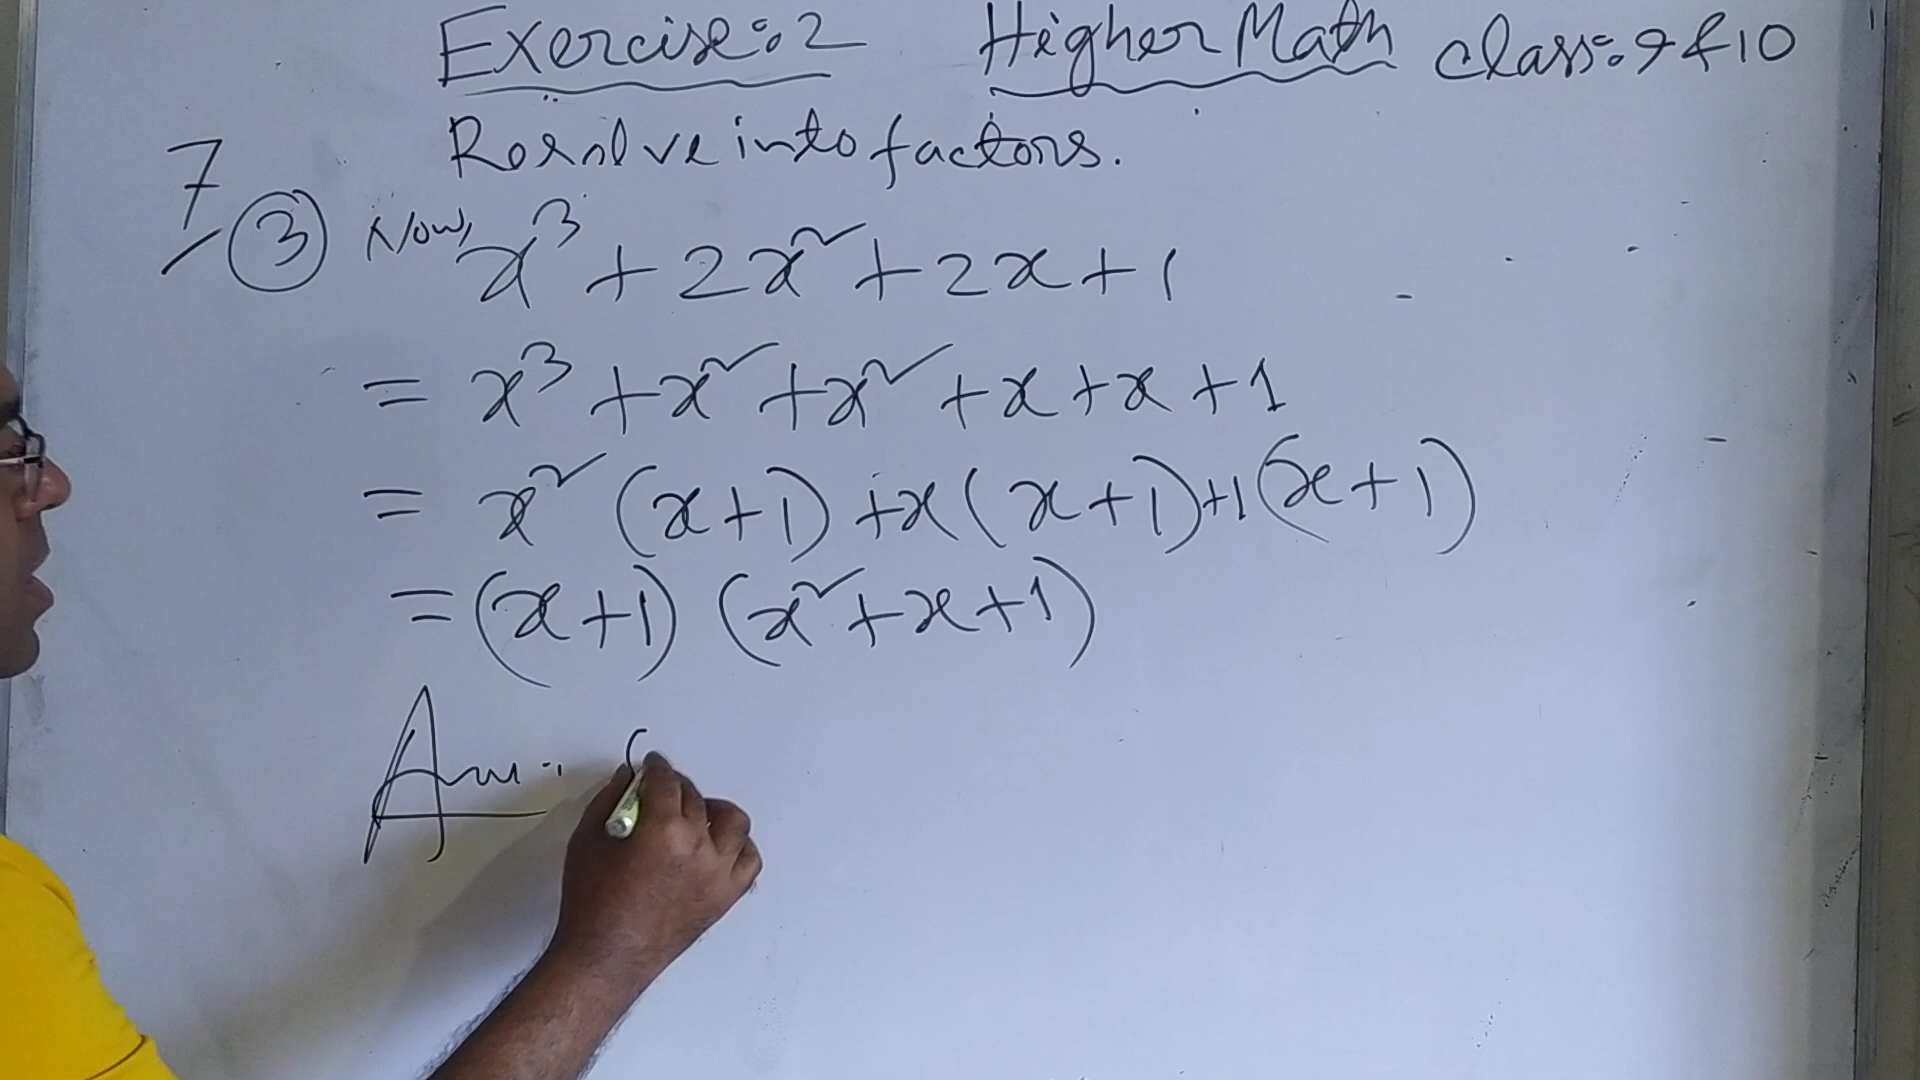 Exercise:2 Higher Math class:9&10
Resolve into factors.
7
③ Now, x³+2x²+2x+1
= x³+x²+x²+x+x+1
= x²(x+1)+x(x+1)+1(x+1)
=(x+1)(x²+x+1)
Ans: (